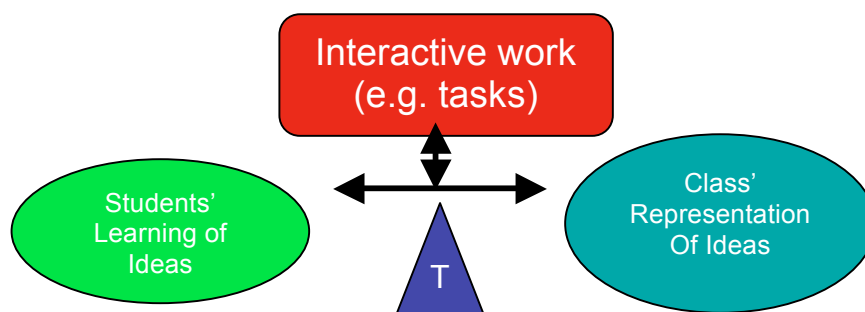 Interactive work
(e.g. tasks)
Students’
Learning of
Ideas
Class’
Representation
Of Ideas
T